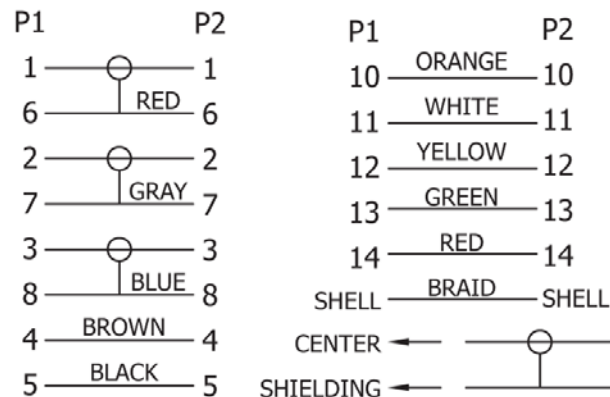 P1 P2
1 1
6 RED 6
2 2
7 GRAY 7
3 3
8 BLUE 8
4 BROWN 4
5 BLACK 5
P1 P2
10 ORANGE 10
11 WHITE 11
12 YELLOW 12
13 GREEN 13
14 RED 14
SHELL BRAID SHELL
CENTER
SHIELDING